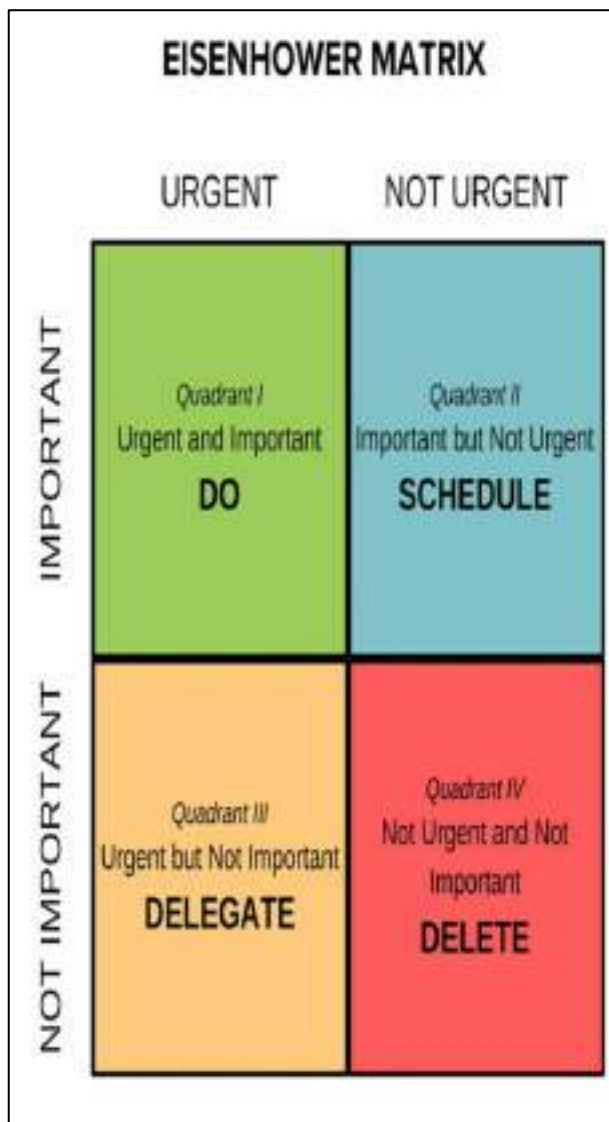 EISENHOWER MATRIX
URGENT
NOT URGENT
IMPORTANT
Quadrant I
Urgent and Important
DO
Quadrant II
Important but Not Urgent
SCHEDULE
NOT IMPORTANT
Quadrant III
Urgent but Not Important
DELEGATE
Quadrant IV
Not Urgent and Not
Important
DELETE